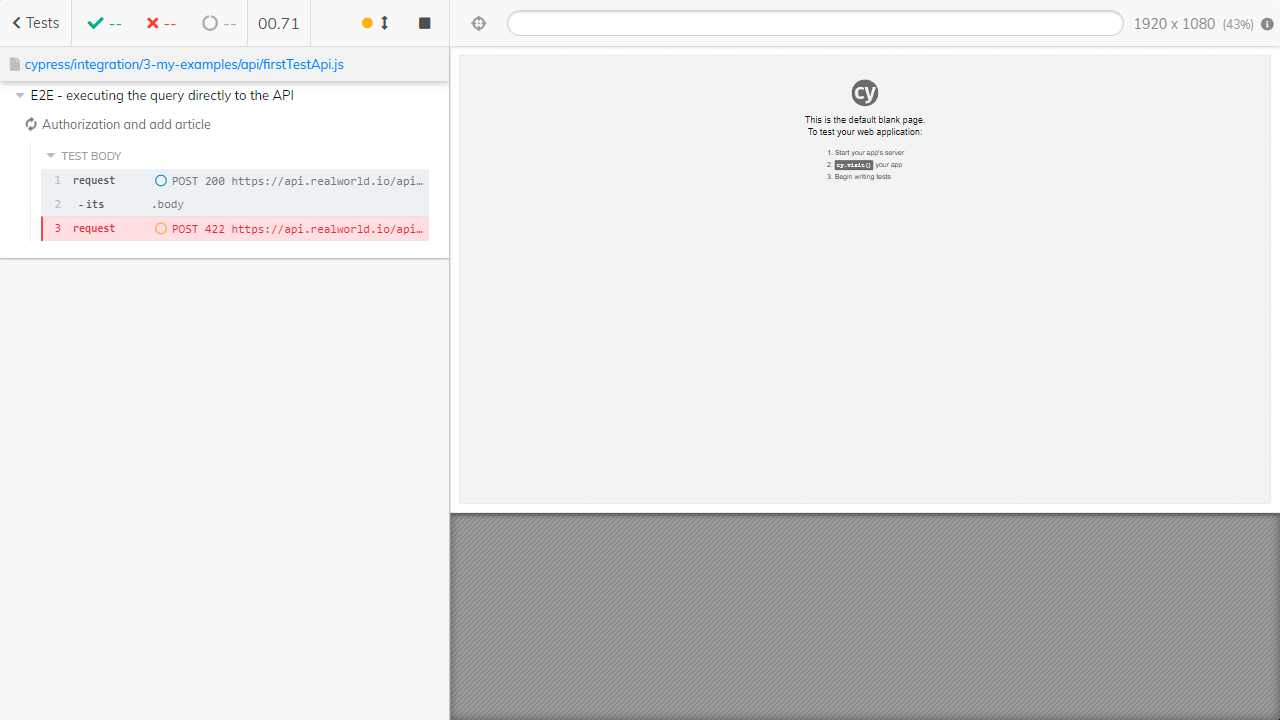 Tests -- -- -- 00.71 1920 x 1080 (43%)
cypress/integration/3-my-examples/api/firstTestApi.js
E2E - executing the query directly to the API
Authorization and add article
TEST BODY
1 request POST 200 https://api.realworld.io/api…
2 -its .body
3 request POST 422 https://api.realworld.io/api…
cy
This is the default blank page.
To test your web application:
1. Start your app's server
2. cy.visit() your app
3. Begin writing tests